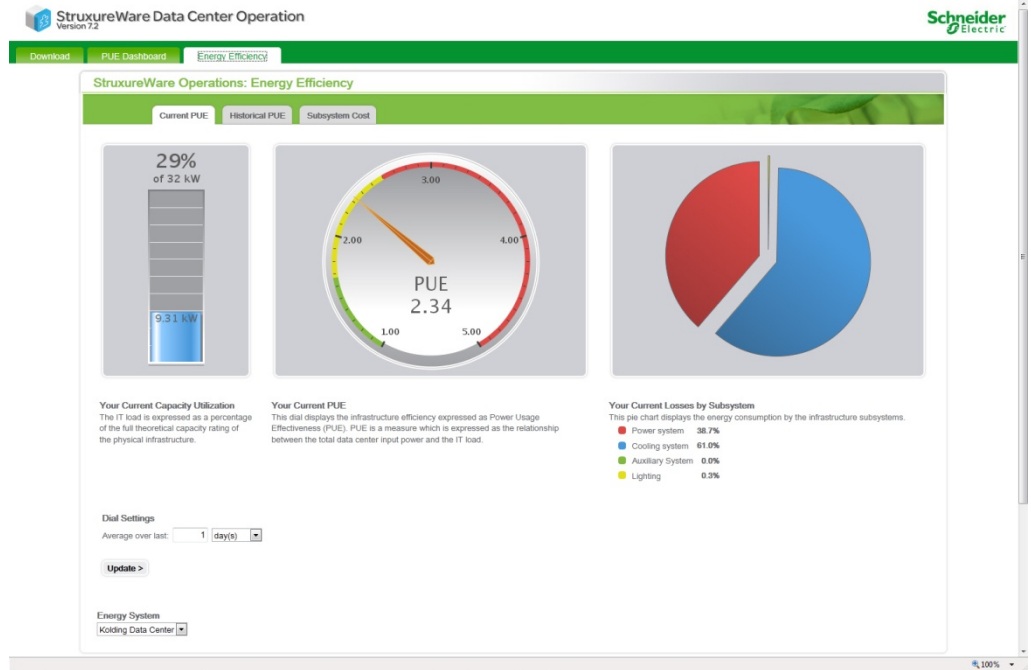 StruxureWare Data Center Operation
Version 7.2
Schneider
Electric
Download
PUE Dashboard
Energy Efficiency
StruxureWare Operations: Energy Efficiency
Current PUE
Historical PUE
Subsystem Cost
29%
of 32 kW
9.31 kW
3.00
2.00
4.00
PUE
2.34
1.00
5.00
Your Current Capacity Utilization
The IT load is expressed as a percentage
of the full theoretical capacity rating of
the physical infrastructure.
Your Current PUE
This dial displays the infrastructure efficiency expressed as Power Usage
Effectiveness (PUE). PUE is a measure which is expressed as the relationship
between the total data center input power and the IT load.
Your Current Losses by Subsystem
This pie chart displays the energy consumption by the infrastructure subsystems.
Power system 38.7%
Cooling system 61.0%
Auxiliary System 0.0%
Lighting 0.3%
Dial Settings
Average over last: 1 day(s)
Update >
Energy System
Kolding Data Center
100%